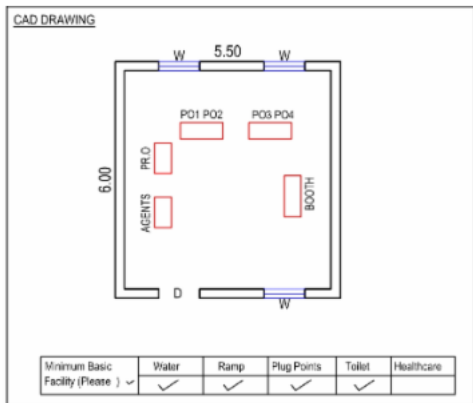 CAD DRAWING
W 5.50 W
PO1 PO2 PO3 PO4
PR.O
6.00
AGENTS
BOOTH
D W
Minimum Basic Water Ramp Plug Points Toilet Healthcare
Facility (Please ) ✓ ✓ ✓ ✓ ✓